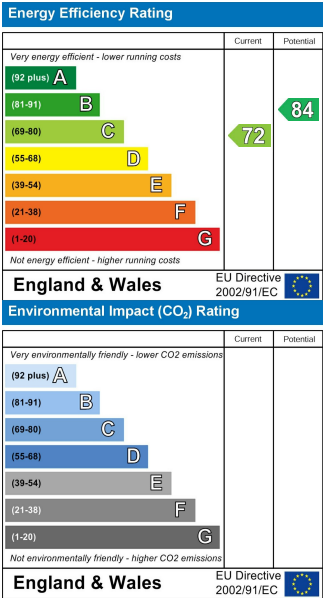 Energy Efficiency Rating
Current Potential
Very energy efficient - lower running costs
(92 plus) A
(81-91) B
84
(69-80) C
72
(55-68) D
(39-54) E
(21-38) F
(1-20) G
Not energy efficient - higher running costs
England & Wales
EU Directive
2002/91/EC
Environmental Impact (CO₂) Rating
Current Potential
Very environmentally friendly - lower CO2 emissions
(92 plus) A
(81-91) B
(69-80) C
(55-68) D
(39-54) E
(21-38) F
(1-20) G
Not environmentally friendly - higher CO2 emissions
England & Wales
EU Directive
2002/91/EC